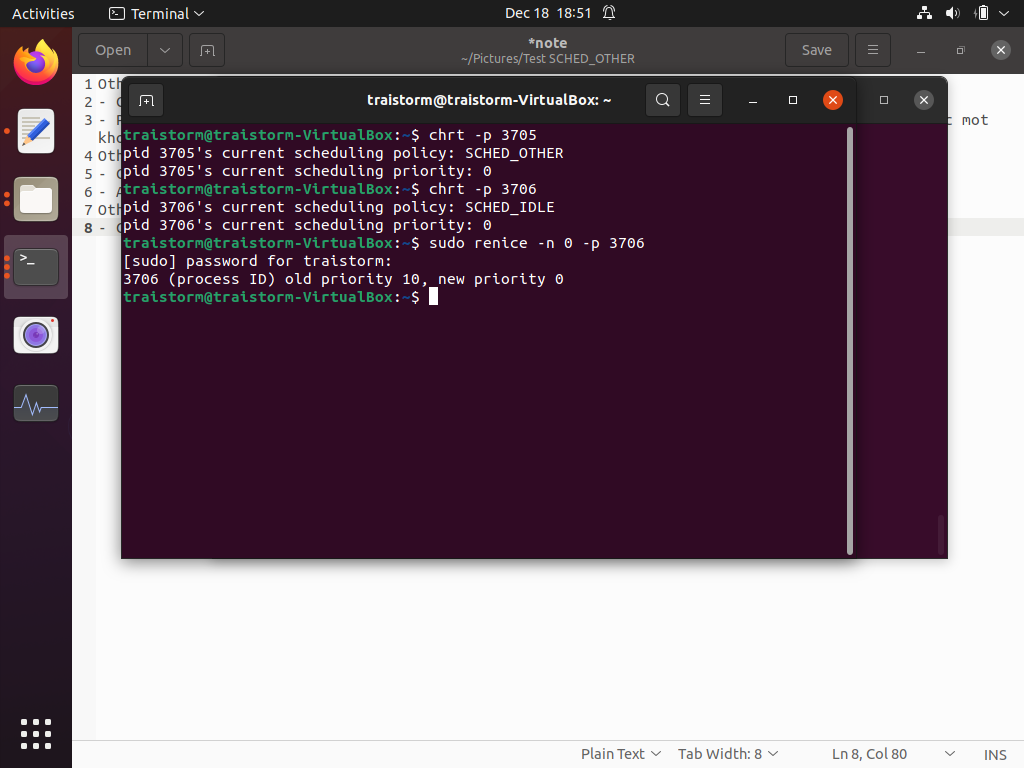 Activities Terminal Dec 18 18:51
Open *note Save
~/Pictures/Test SCHED_OTHER
traistorm@traistorm-VirtualBox: ~
1
2 -
3 - mot
4
5 -
6 -
7
8 -
traistorm@traistorm-VirtualBox:~$ chrt -p 3705
pid 3705's current scheduling policy: SCHED_OTHER
pid 3705's current scheduling priority: 0
traistorm@traistorm-VirtualBox:~$ chrt -p 3706
pid 3706's current scheduling policy: SCHED_IDLE
pid 3706's current scheduling priority: 0
traistorm@traistorm-VirtualBox:~$ sudo renice -n 0 -p 3706
[sudo] password for traistorm:
3706 (process ID) old priority 10, new priority 0
traistorm@traistorm-VirtualBox:~$
Plain Text Tab Width: 8 Ln 8, Col 80 INS